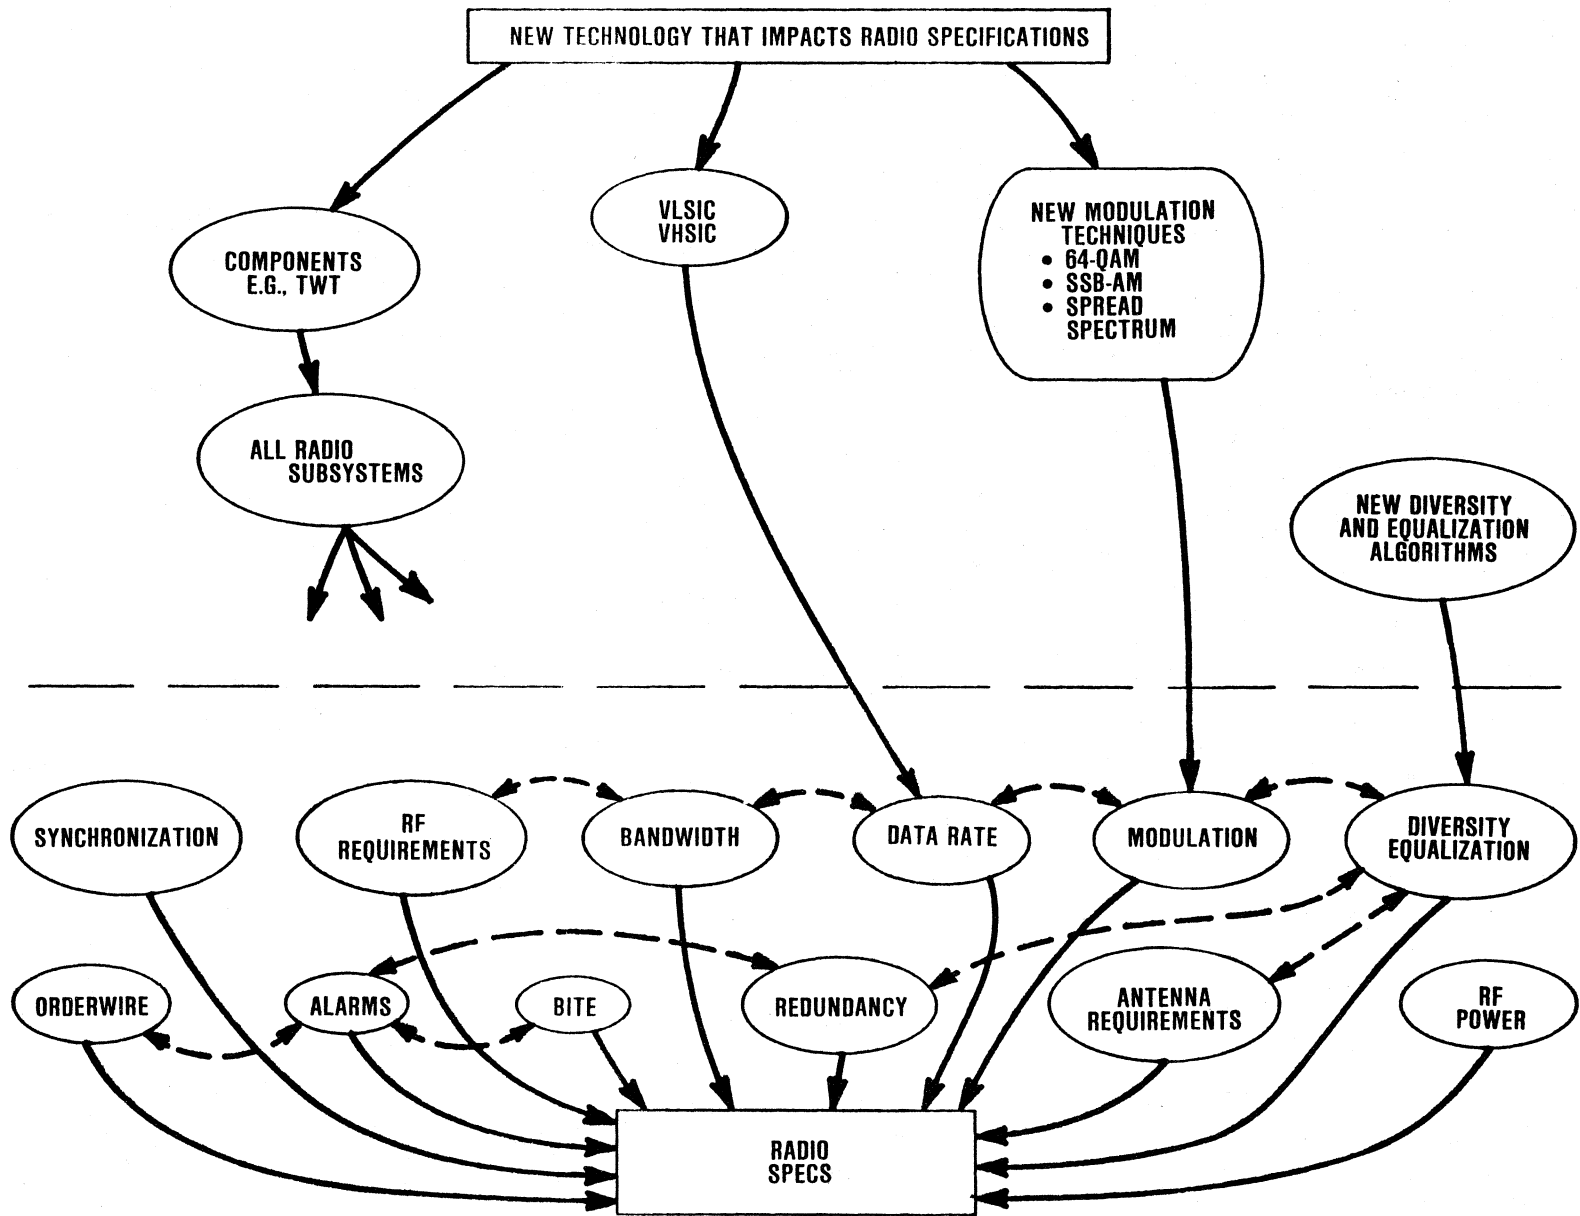 NEW TECHNOLOGY THAT IMPACTS RADIO SPECIFICATIONS
COMPONENTS
E.G., TWT
VLSIC
VHSIC
NEW MODULATION
TECHNIQUES
• 64-QAM
• SSB-AM
• SPREAD
SPECTRUM
ALL RADIO
SUBSYSTEMS
NEW DIVERSITY
AND EQUALIZATION
ALGORITHMS
SYNCHRONIZATION
RF
REQUIREMENTS
BANDWIDTH
DATA RATE
MODULATION
DIVERSITY
EQUALIZATION
ORDERWIRE
ALARMS
BITE
REDUNDANCY
ANTENNA
REQUIREMENTS
RF
POWER
RADIO
SPECS